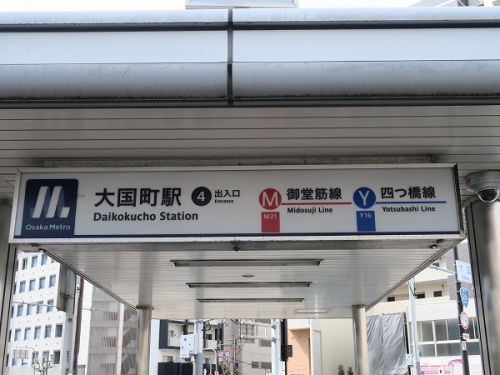 Osaka Metro
大国町駅
Daikokucho Station
4 出入口
Entrance
M
M21
御堂筋線
Midosuji Line
Y
Y16
四つ橋線
Yotsubashi Line